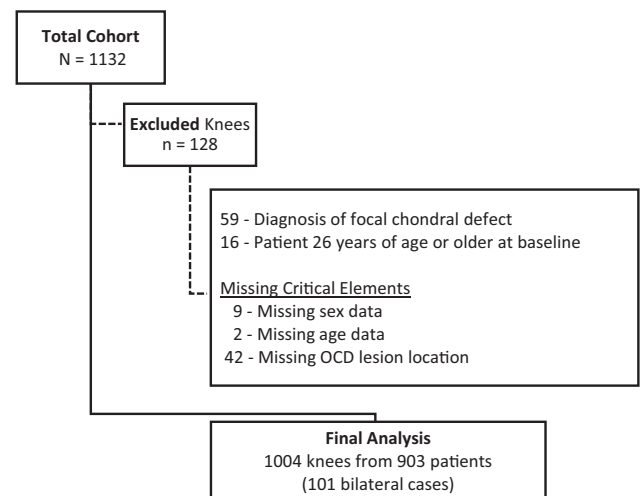 Total Cohort
N = 1132
Excluded Knees
n = 128
59 - Diagnosis of focal chondral defect
16 - Patient 26 years of age or older at baseline
Missing Critical Elements
9 - Missing sex data
2 - Missing age data
42 - Missing OCD lesion location
Final Analysis
1004 knees from 903 patients
(101 bilateral cases)